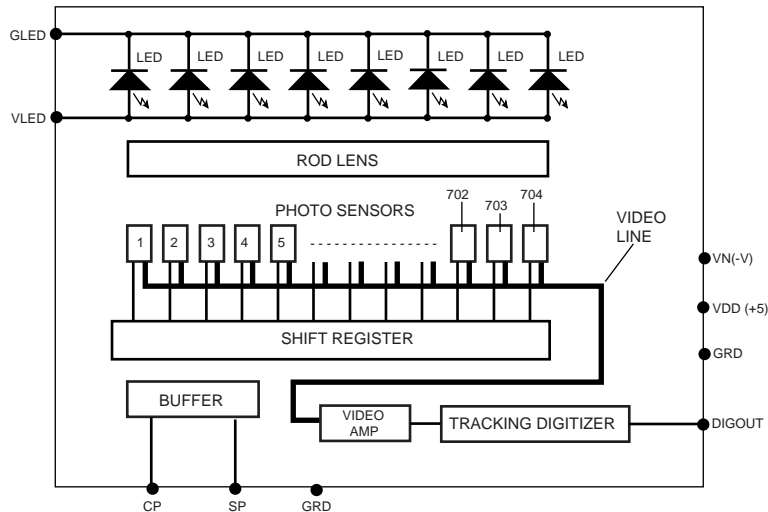 GLED
LED LED LED LED LED LED LED LED
VLED
ROD LENS
PHOTO SENSORS
702
703
704
1 2 3 4 5
VIDEO
LINE
VN(-V)
VDD (+5)
GRD
SHIFT REGISTER
BUFFER
VIDEO
AMP
TRACKING DIGITIZER
DIGOUT
CP
SP
GRD